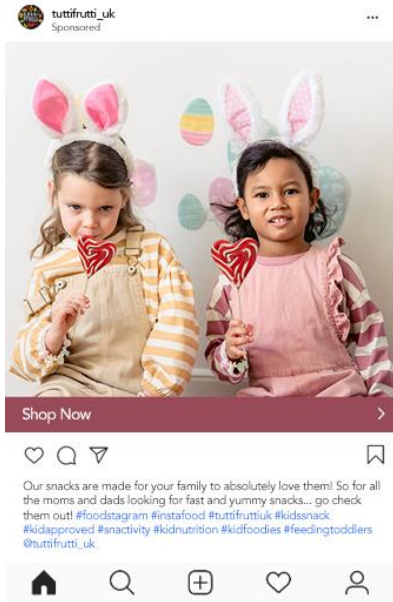 tuttifrutti_uk
Sponsored
Shop Now
Our snacks are made for your family to absolutely love them! So for all
the moms and dads looking for fast and yummy snacks... go check
them out! #foodstagram #instafood #tuttifruttiuk #kidssnack
#kidapproved #snactivity #kidnutrition #kidfoodies #feedingtoddlers
@tuttifrutti_uk